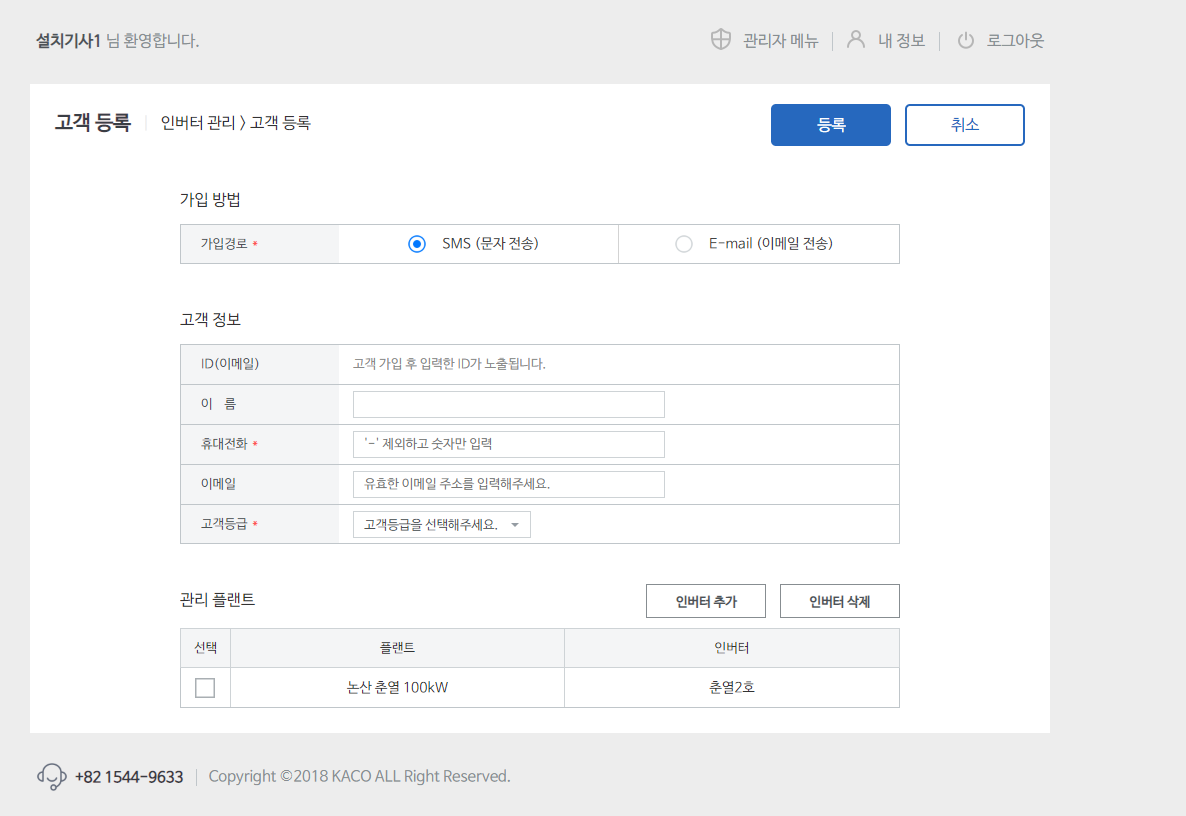 설치기사1 님 환영합니다. 관리자 메뉴 내 정보 로그아웃
고객 등록 인버터 관리 > 고객 등록 등록 취소
가입 방법
가입경로 * SMS (문자 전송) E-mail (이메일 전송)
고객 정보
ID(이메일) 고객 가입 후 입력한 ID가 노출됩니다.
이 름
휴대전화 * '-' 제외하고 숫자만 입력
이메일 유효한 이메일 주소를 입력해주세요.
고객등급 * 고객등급을 선택해주세요.
관리 플랜트 인버터 추가 인버터 삭제
선택 플랜트 인버터
논산 춘열 100kW 춘열2호
+82 1544-9633 Copyright ©2018 KACO ALL Right Reserved.